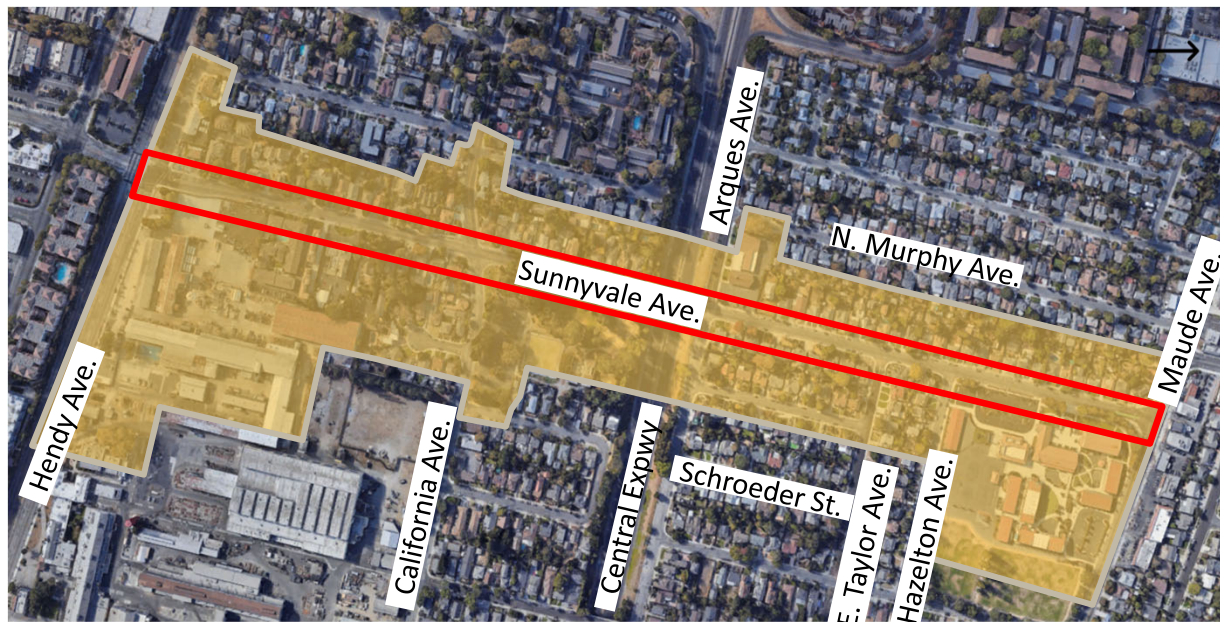 Arques Ave.
N. Murphy Ave.
Sunnyvale Ave.
Maude Ave.
Hendy Ave.
California Ave.
Central Expwy
Schroeder St.
E. Taylor Ave.
Hazelton Ave.